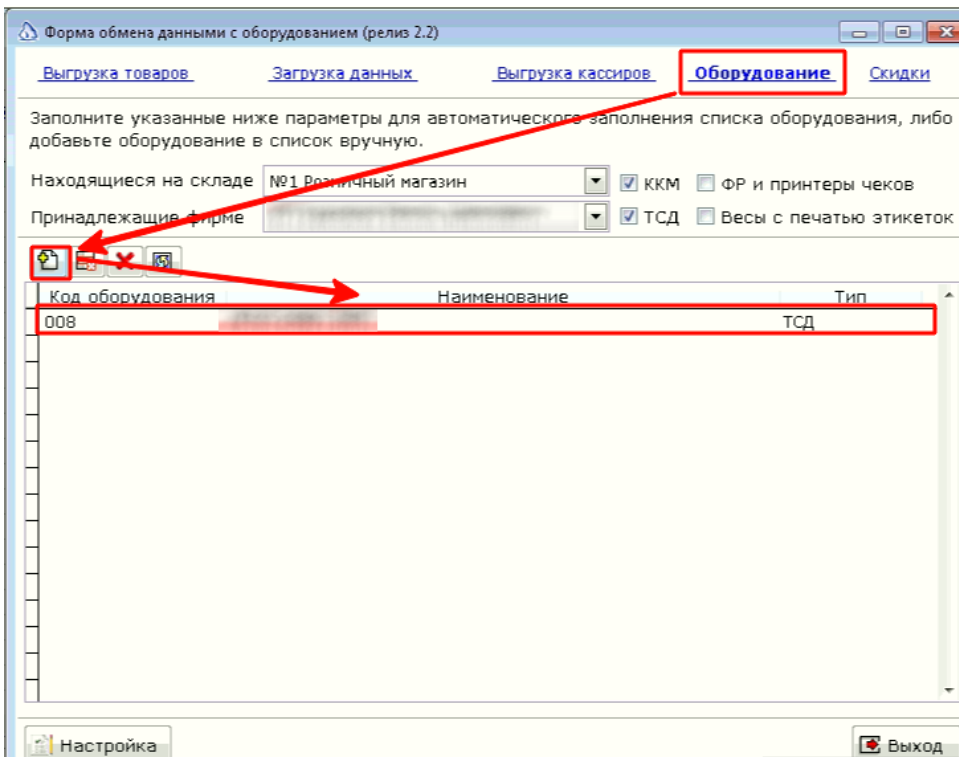 Форма обмена данными с оборудованием (релиз 2.2)
Выгрузка товаров Загрузка данных Выгрузка кассиров Оборудование Скидки
Заполните указанные ниже параметры для автоматического заполнения списка оборудования, либо
добавьте оборудование в список вручную.
Находящиеся на складе №1 Розничный магазин ККМ ФР и принтеры чеков
Принадлежащие фирме ТСД Весы с печатью этикеток
Код оборудования Наименование Тип
008 ТСД
Настройка Выход